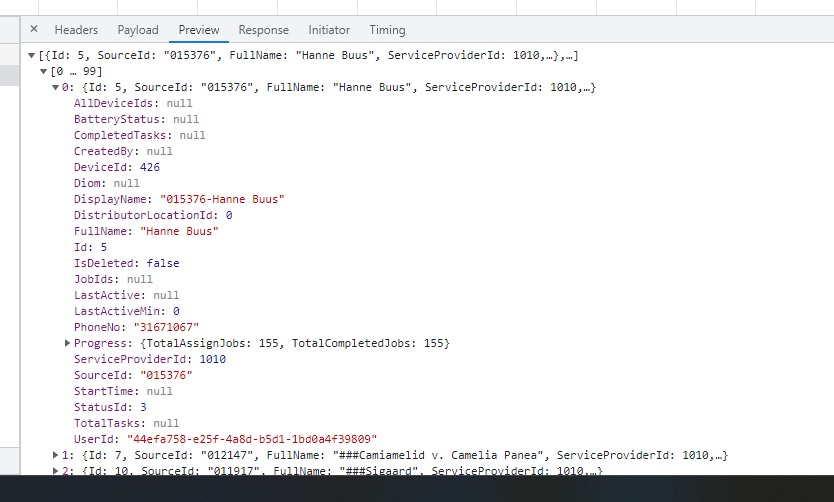 × Headers Payload Preview Response Initiator Timing
▼[{Id: 5, SourceId: "015376", FullName: "Hanne Buus", ServiceProviderId: 1010,…},…]
▼[0 … 99]
▼0: {Id: 5, SourceId: "015376", FullName: "Hanne Buus", ServiceProviderId: 1010,…}
AllDeviceIds: null
BatteryStatus: null
CompletedTasks: null
CreatedBy: null
DeviceId: 426
Diom: null
DisplayName: "015376-Hanne Buus"
DistributorLocationId: 0
FullName: "Hanne Buus"
Id: 5
IsDeleted: false
JobIds: null
LastActive: null
LastActiveMin: 0
PhoneNo: "31671067"
▶Progress: {TotalAssignJobs: 155, TotalCompletedJobs: 155}
ServiceProviderId: 1010
SourceId: "015376"
StartTime: null
StatusId: 3
TotalTasks: null
UserId: "44efa758-e25f-4a8d-b5d1-1bd0a4f39809"
▶1: {Id: 7, SourceId: "012147", FullName: "###Camiamelid v. Camelia Panea", ServiceProviderId: 1010,…}
▶2: {Id: 10, SourceId: "011917", FullName: "###Sigaard", ServiceProviderId: 1010,…}